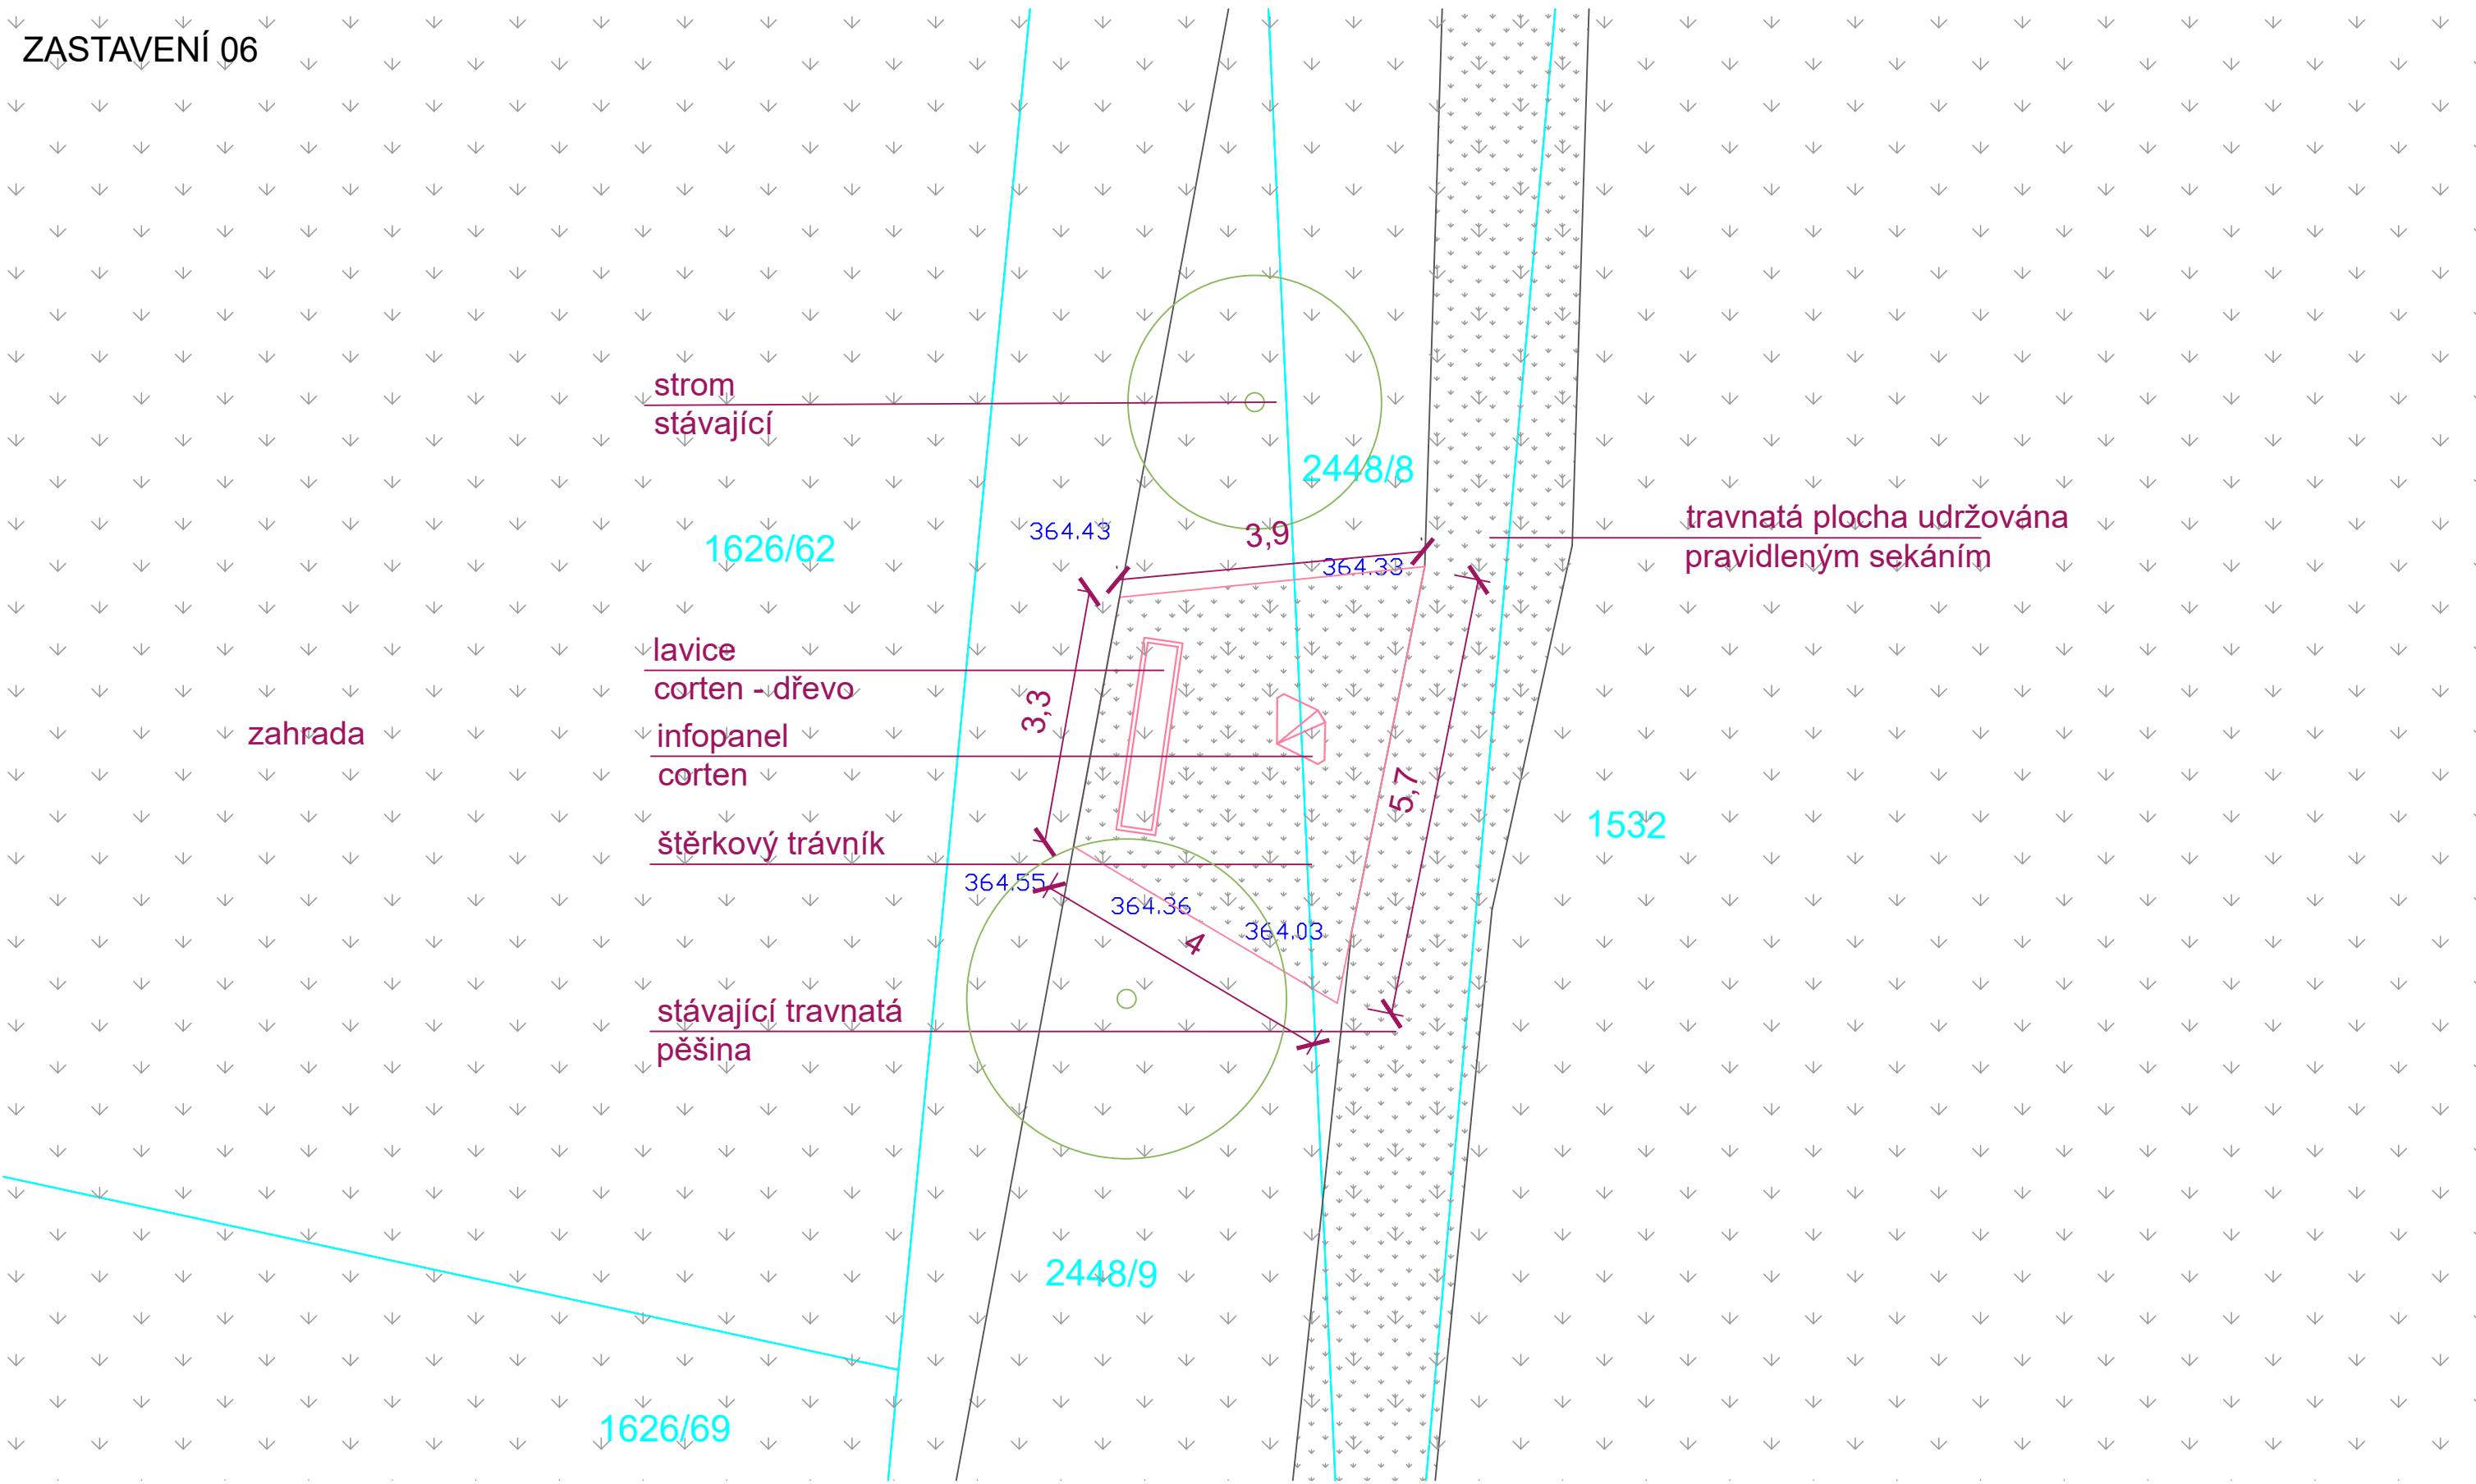 ZASTAVENÍ 06
strom
stávající
2448/8
364.43
3,9
1626/62
364.33
travnatá plocha udržována
pravidleným sekáním
lavice
corten - dřevo
3,3
zahrada
infopanel
corten
5,7
1532
štěrkový trávník
364.55
364.36
364.03
4
stávající travnatá
pěšina
2448/9
1626/69